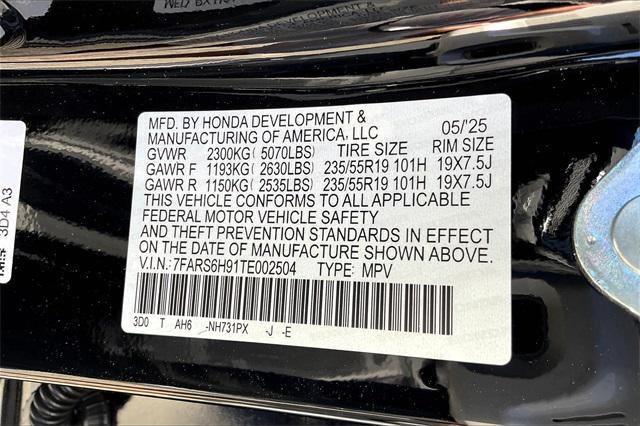 MFD. BY HONDA DEVELOPMENT &
MANUFACTURING OF AMERICA, LLC 05/'25
GVWR 2300KG( 5070LBS) TIRE SIZE RIM SIZE
GAWR F 1193KG( 2630LBS) 235/55R19 101H 19X7.5J
GAWR R 1150KG( 2535LBS) 235/55R19 101H 19X7.5J
THIS VEHICLE CONFORMS TO ALL APPLICABLE
FEDERAL MOTOR VEHICLE SAFETY
AND THEFT PREVENTION STANDARDS IN EFFECT
ON THE DATE OF MANUFACTURE SHOWN ABOVE.
V.I.N.:7FARS6H91TE002504 TYPE: MPV
3D0 T AH6 -NH731PX -J -E
3D4 A3